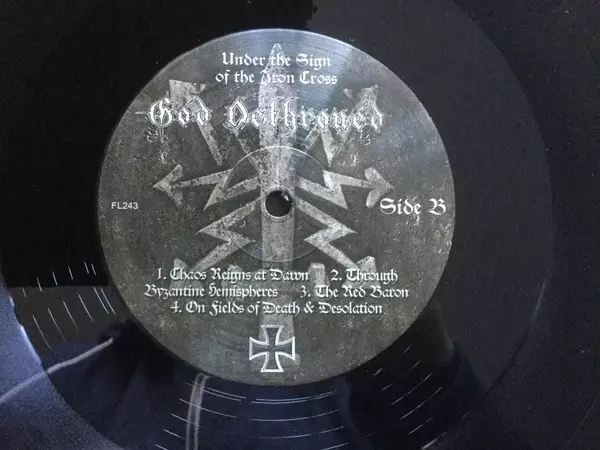 Under the Sign
of the Iron Cross
God Dethroned
FL243
Side B
1. Chaos Reigns at Dawn 2. Through
Byzantine Hemispheres 3. The Red Baron
4. On Fields of Death & Desolation